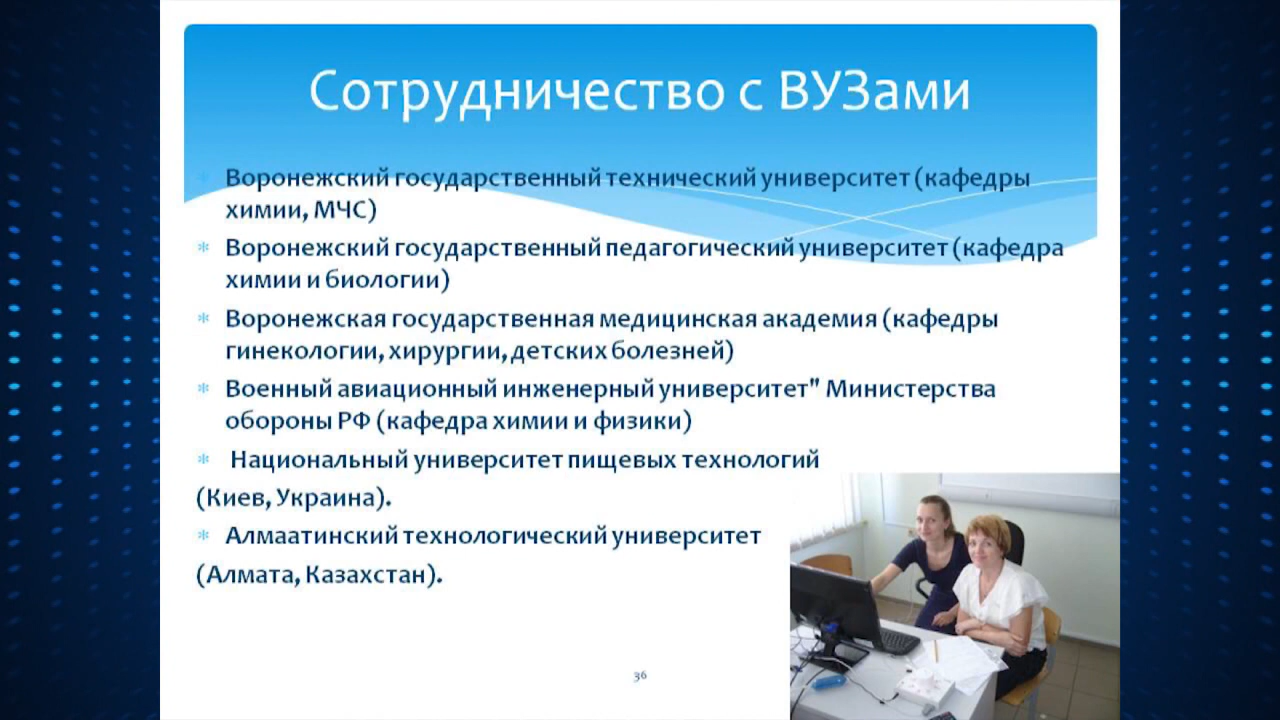 Сотрудничество с ВУЗами
Воронежский государственный технический университет (кафедры
химии, МЧС)
Воронежский государственный педагогический университет (кафедра
химии и биологии)
Воронежская государственная медицинская академия (кафедры
гинекологии, хирургии, детских болезней)
Военный авиационный инженерный университет" Министерства
обороны РФ (кафедра химии и физики)
Национальный университет пищевых технологий
(Киев, Украина).
Алмаатинский технологический университет
(Алмата, Казахстан).
36